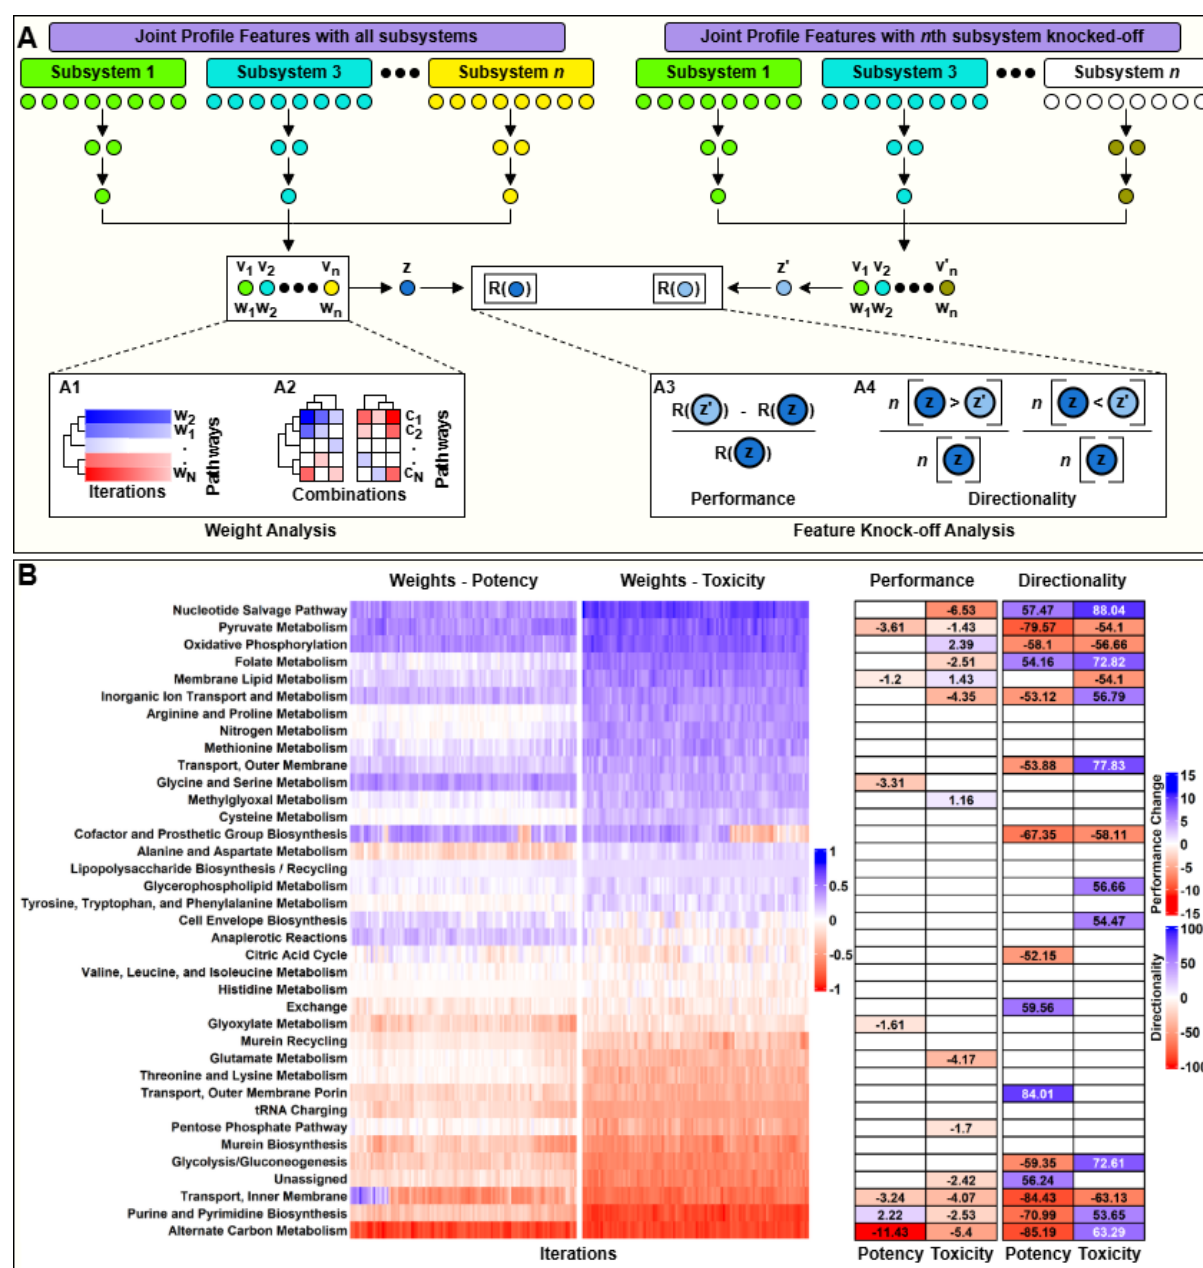 A
Joint Profile Features with all subsystems
Joint Profile Features with nth subsystem knocked-off
Subsystem 1
Subsystem 3
Subsystem n
Subsystem 1
Subsystem 3
Subsystem n
v1 v2 vn
z
R( )
R( )
z'
v1 v2 v'n
w1 w2 wn
w1 w2 wn
A1
W2
W1
.
.
WN
Iterations
Pathways
A2
C1
C2
.
.
CN
Combinations
Pathways
Weight Analysis
A3
R(z') - R(z)
R(z)
Performance
A4
n [z > z']
n [z]
n [z < z']
n [z]
Directionality
Feature Knock-off Analysis
B
Weights - Potency
Weights - Toxicity
Performance
Directionality
Nucleotide Salvage Pathway -6.53 57.47 88.04
Pyruvate Metabolism -3.61 -1.43 -79.57 -54.1
Oxidative Phosphorylation 2.39 -58.1 -56.66
Folate Metabolism -2.51 54.16 72.82
Membrane Lipid Metabolism -1.2 1.43 -54.1
Inorganic Ion Transport and Metabolism -4.35 -53.12 56.79
Arginine and Proline Metabolism
Nitrogen Metabolism
Methionine Metabolism
Transport, Outer Membrane -53.88 77.83
Glycine and Serine Metabolism -3.31
Methylglyoxal Metabolism 1.16
Cysteine Metabolism
Cofactor and Prosthetic Group Biosynthesis -67.35 -58.11
Alanine and Aspartate Metabolism
Lipopolysaccharide Biosynthesis / Recycling
Glycerophospholipid Metabolism 56.66
Tyrosine, Tryptophan, and Phenylalanine Metabolism
Cell Envelope Biosynthesis 54.47
Anaplerotic Reactions
Citric Acid Cycle -52.15
Valine, Leucine, and Isoleucine Metabolism
Histidine Metabolism
Exchange 59.56
Glyoxylate Metabolism -1.61
Murein Recycling
Glutamate Metabolism -4.17
Threonine and Lysine Metabolism
Transport, Outer Membrane Porin 84.01
tRNA Charging
Pentose Phosphate Pathway -1.7
Murein Biosynthesis
Glycolysis/Gluconeogenesis -59.35 72.61
Unassigned -2.42 56.24
Transport, Inner Membrane -3.24 -4.07 -84.43 -63.13
Purine and Pyrimidine Biosynthesis 2.22 -2.53 -70.99 53.65
Alternate Carbon Metabolism -11.43 -5.4 -85.19 63.29
Iterations
Potency Toxicity Potency Toxicity
1
0.5
0
-0.5
-1
Performance Change
15
10
5
0
-5
-10
-15
Directionality
100
50
0
-50
-100